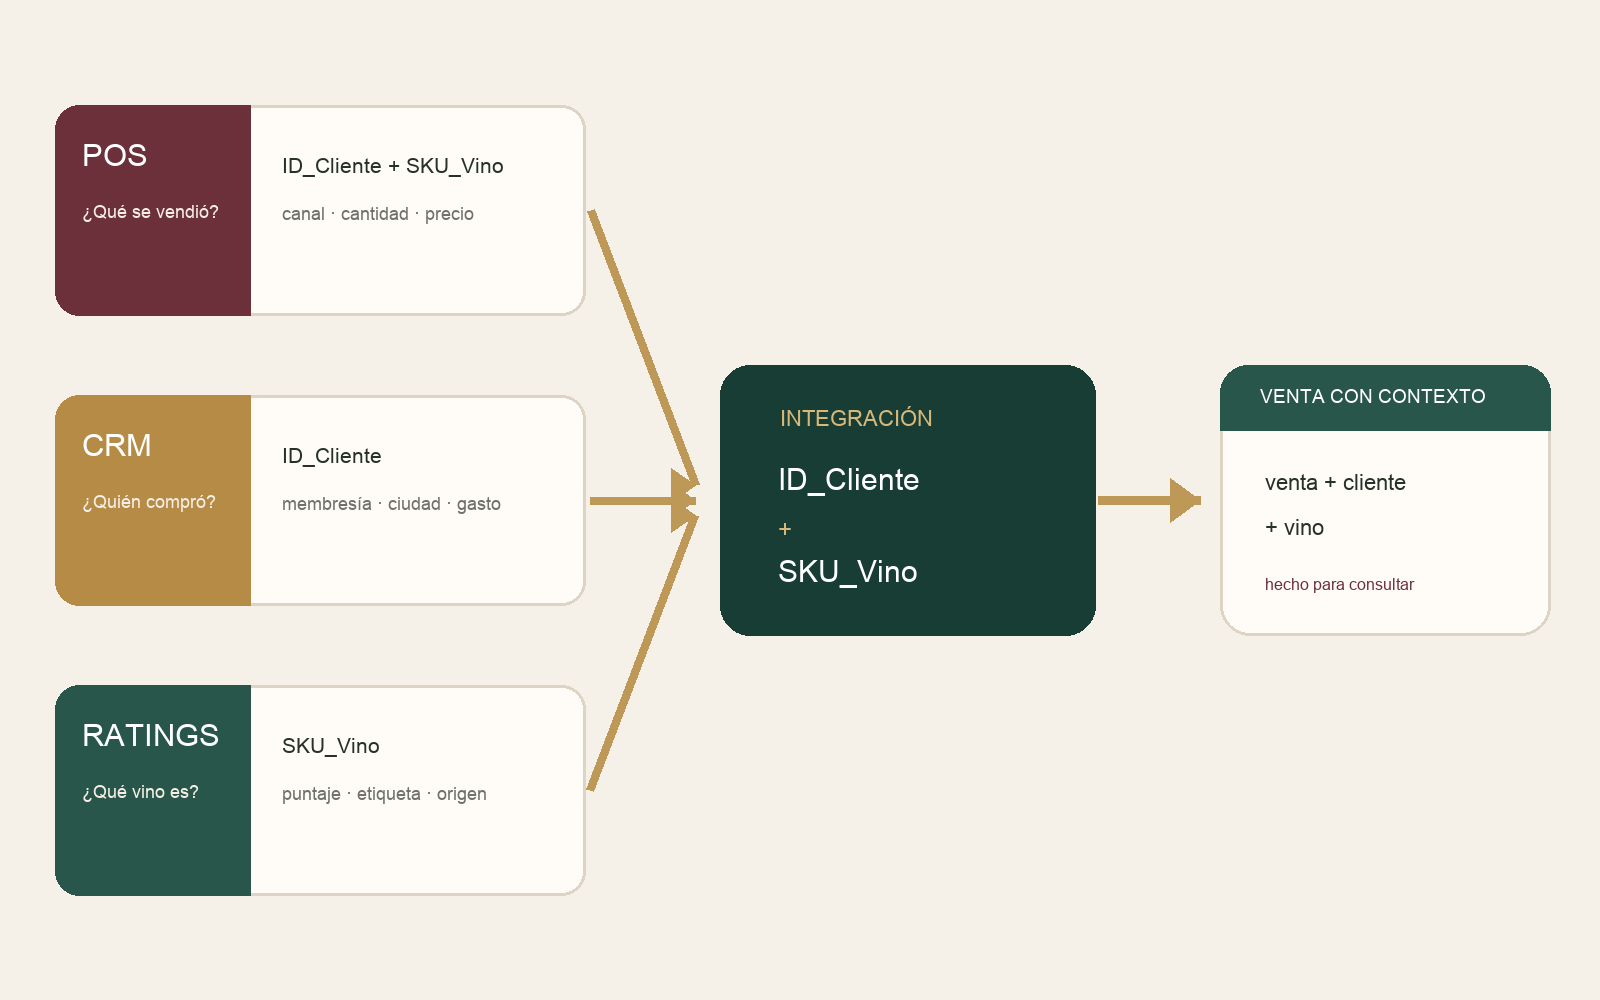 POS
¿Qué se vendió?
ID_Cliente + SKU_Vino
canal · cantidad · precio
CRM
¿Quién compró?
ID_Cliente
membresía · ciudad · gasto
RATINGS
¿Qué vino es?
SKU_Vino
puntaje · etiqueta · origen
INTEGRACIÓN
ID_Cliente
+
SKU_Vino
VENTA CON CONTEXTO
venta + cliente
+ vino
hecho para consultar